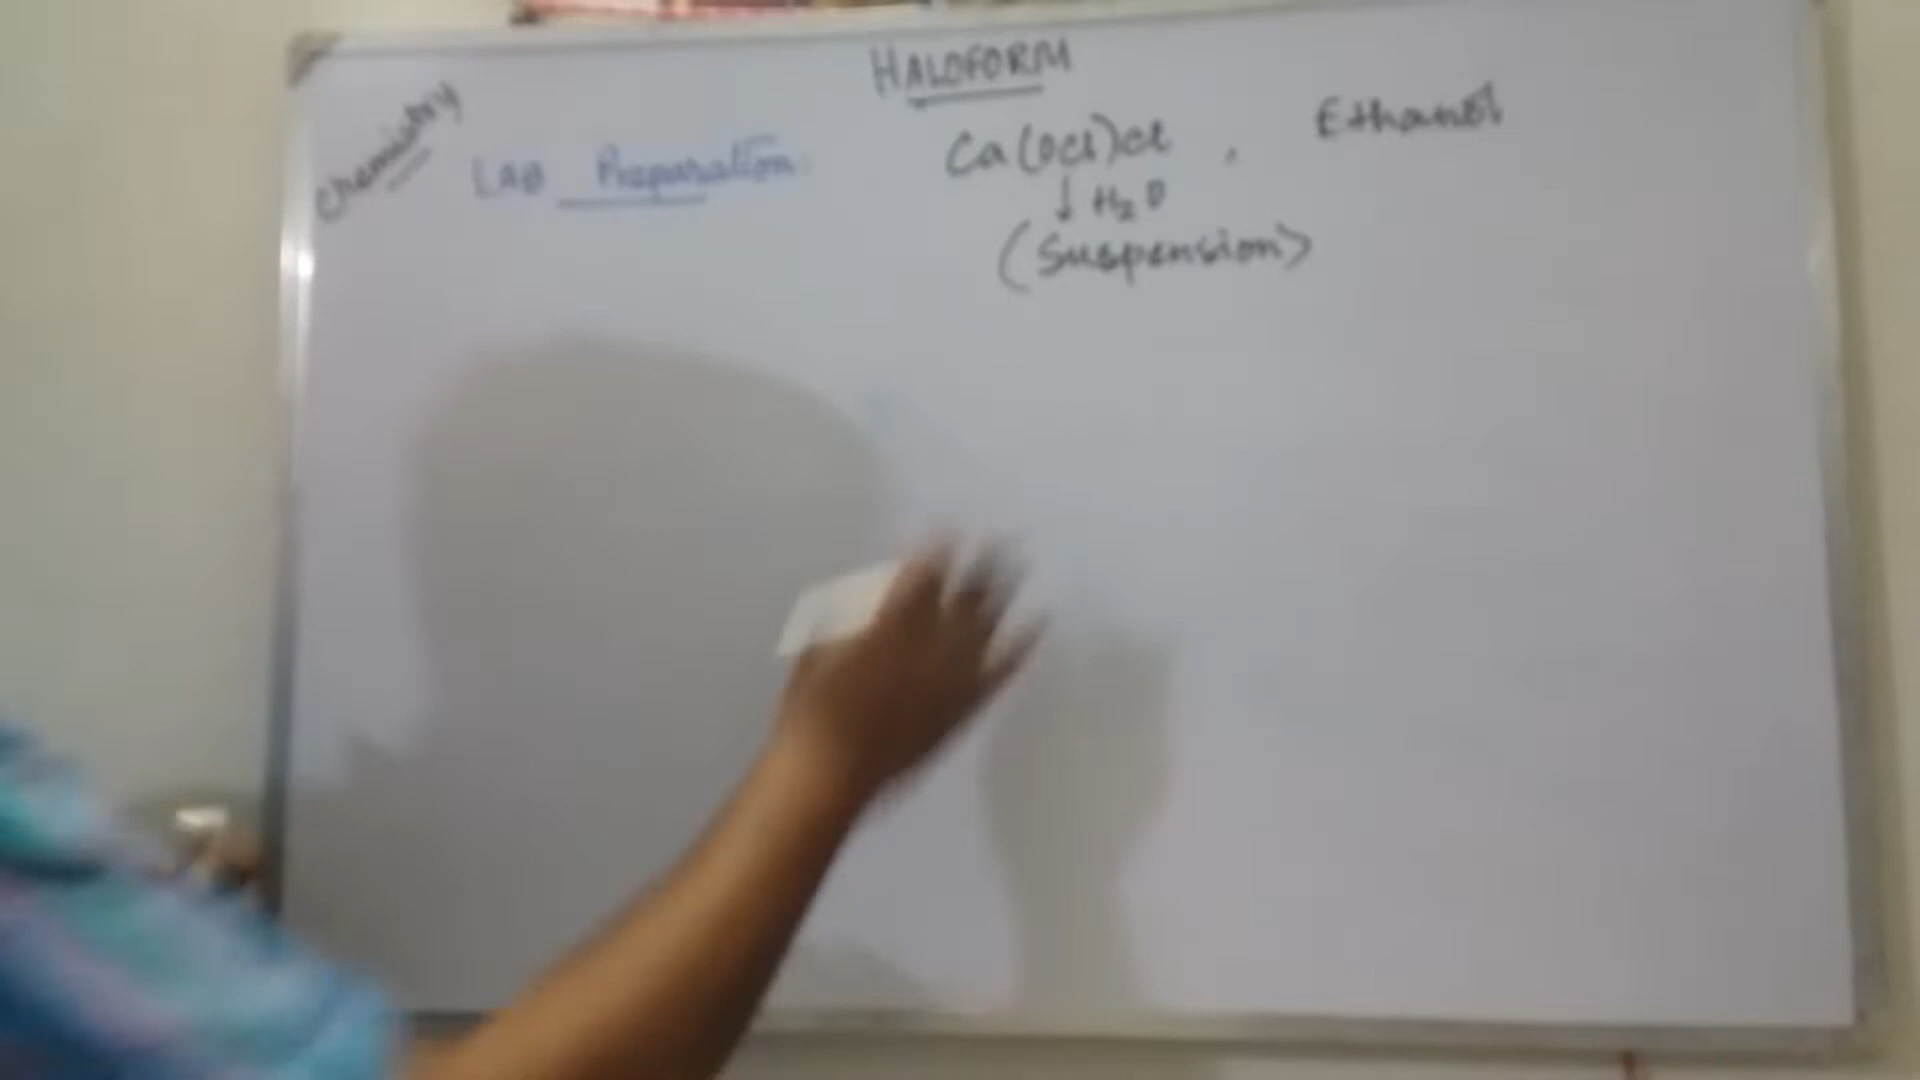 HALOFORM
Chemistry
LAB Preparation:
Ca(OCl)Cl , Ethanol
↓ H₂O
(Suspension)